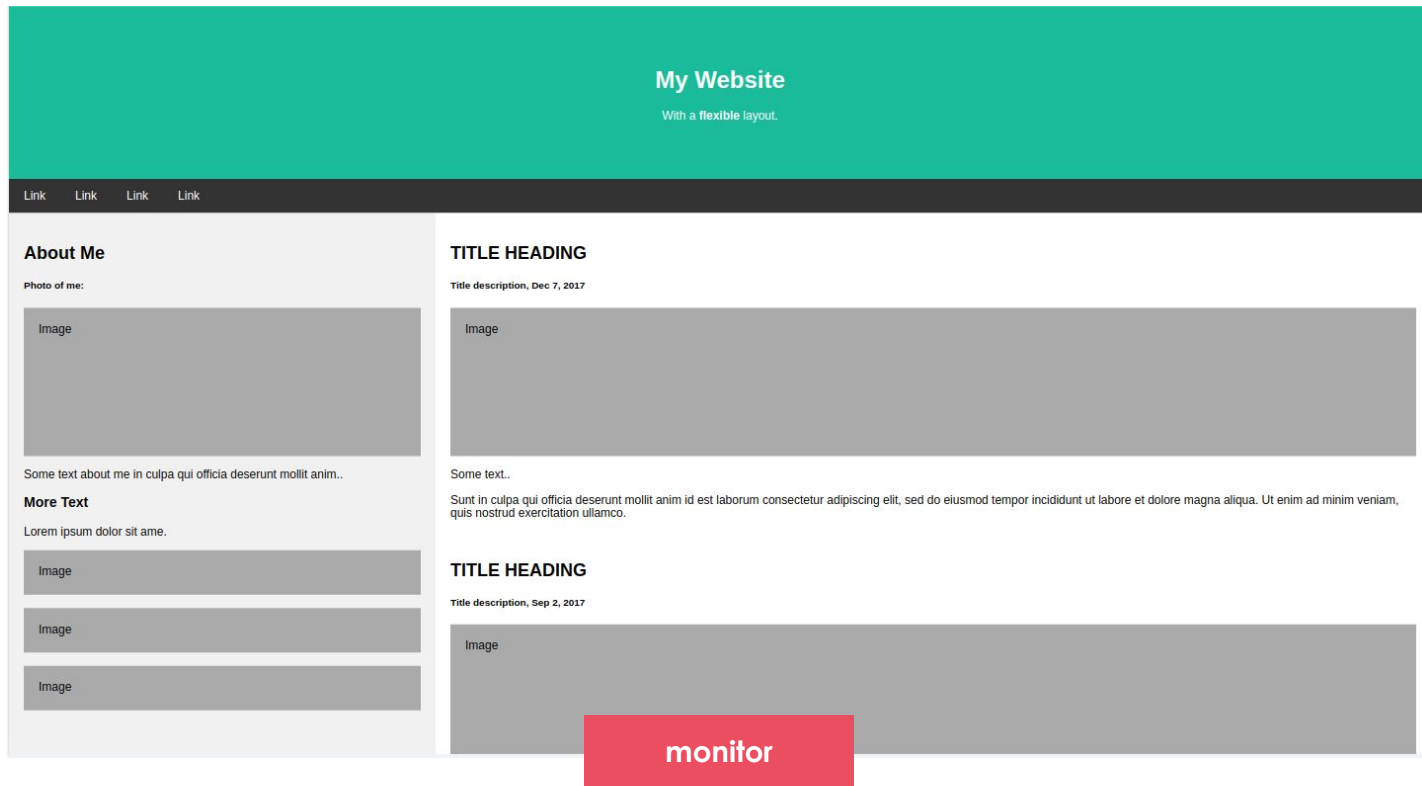 My Website
With a flexible layout.
Link Link Link Link
About Me
Photo of me:
Image
Some text about me in culpa qui officia deserunt mollit anim..
More Text
Lorem ipsum dolor sit ame.
Image
Image
Image
TITLE HEADING
Title description, Dec 7, 2017
Image
Some text..
Sunt in culpa qui officia deserunt mollit anim id est laborum consectetur adipiscing elit, sed do eiusmod tempor incididunt ut labore et dolore magna aliqua. Ut enim ad minim veniam,
quis nostrud exercitation ullamco.
TITLE HEADING
Title description, Sep 2, 2017
Image
monitor